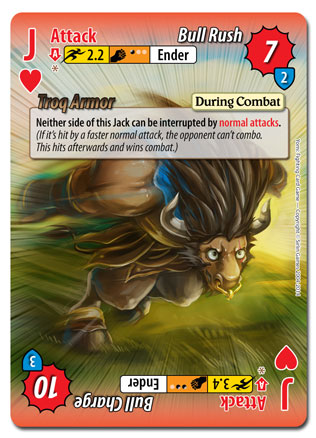 J Attack Bull Rush
2.2 Ender 7
2
Troq Armor During Combat
Neither side of this Jack can be interrupted by normal attacks.
(If it's hit by a faster normal attack, the opponent can't combo.
This hits afterwards and wins combat.)
3
10 Bull Charge
Ender 3.4
J Attack